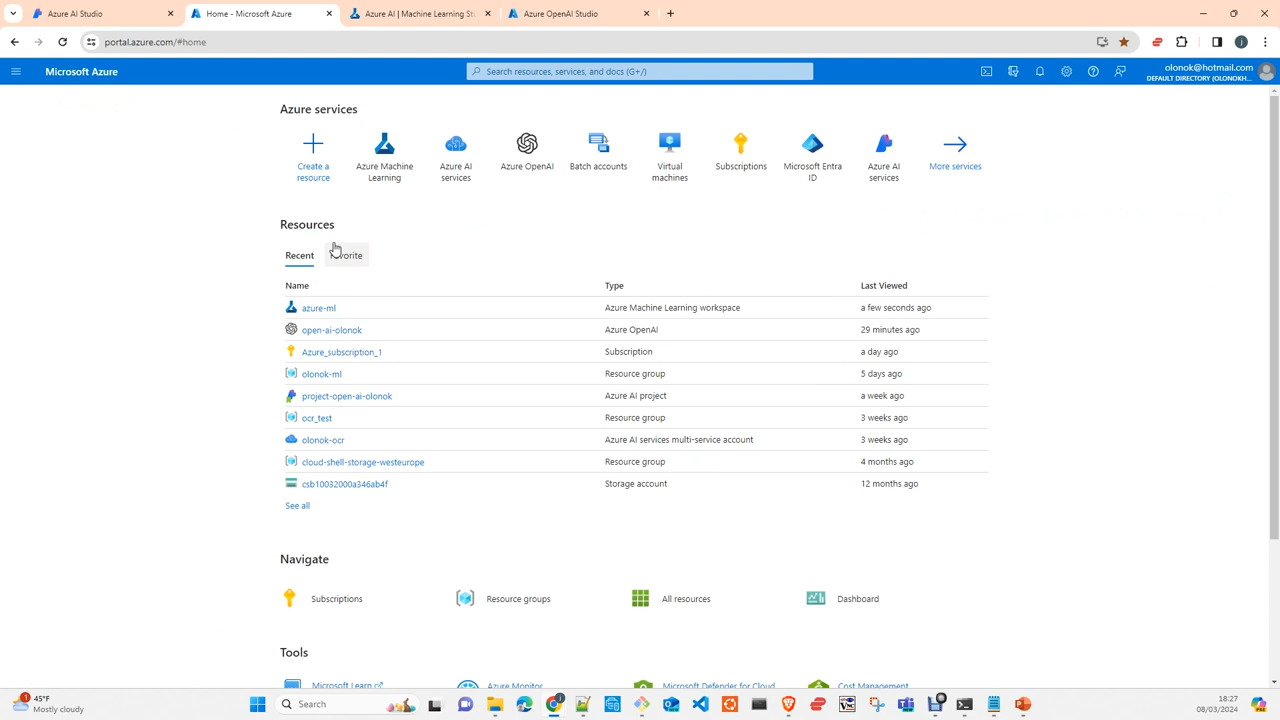 Azure AI Studio
Home - Microsoft Azure
Azure AI | Machine Learning St
Azure OpenAI Studio
portal.azure.com/#home
Microsoft Azure
Search resources, services, and docs (G+/)
olonok@hotmail.com
DEFAULT DIRECTORY (OLONOKH...
Azure services
Create a resource
Azure Machine Learning
Azure AI services
Azure OpenAI
Batch accounts
Virtual machines
Subscriptions
Microsoft Entra ID
Azure AI services
More services
Resources
Recent
Favorite
Name Type Last Viewed
azure-ml Azure Machine Learning workspace a few seconds ago
open-ai-olonok Azure OpenAI 29 minutes ago
Azure_subscription_1 Subscription a day ago
olonok-ml Resource group 5 days ago
project-open-ai-olonok Azure AI project a week ago
ocr_test Resource group 3 weeks ago
olonok-ocr Azure AI services multi-service account 3 weeks ago
cloud-shell-storage-westeurope Resource group 4 months ago
csb10032000a346ab4f Storage account 12 months ago
See all
Navigate
Subscriptions
Resource groups
All resources
Dashboard
Tools
Microsoft Learn
Azure Monitor
Microsoft Defender for Cloud
Cost Management
1
45°F
Mostly cloudy
Search
18:27
08/03/2024